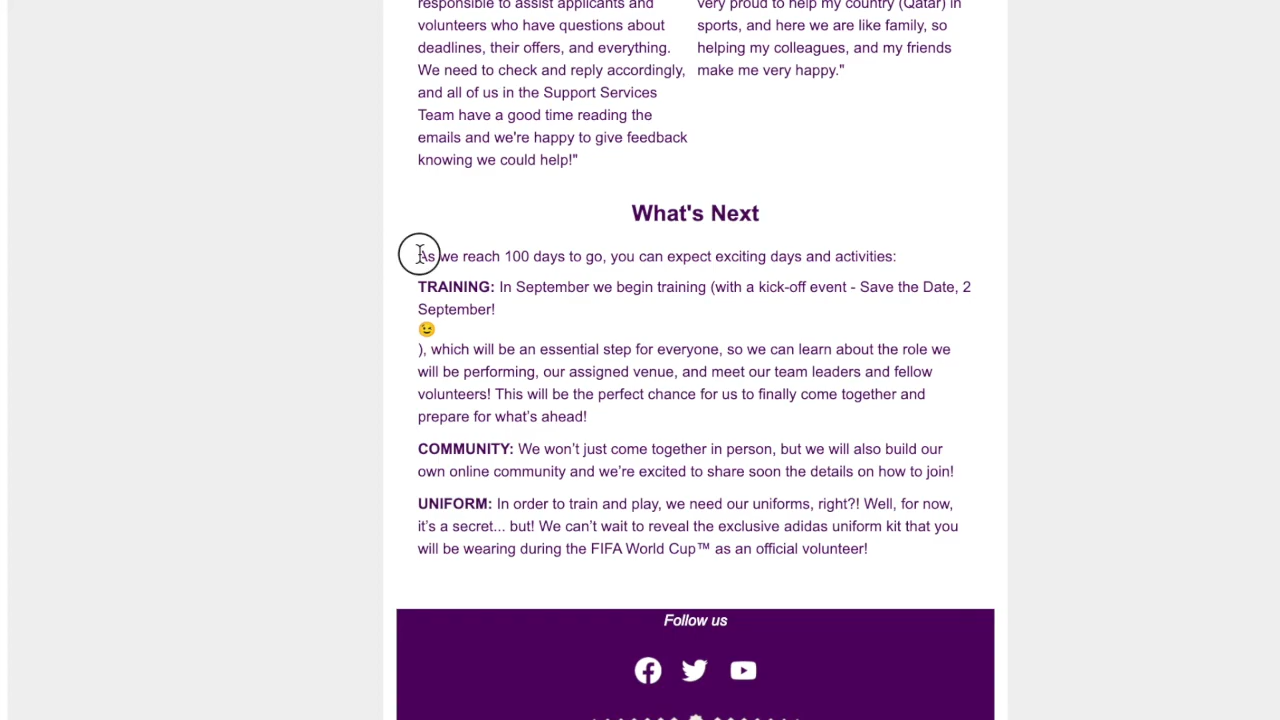 responsible to assist applicants and
volunteers who have questions about
deadlines, their offers, and everything.
We need to check and reply accordingly,
and all of us in the Support Services
Team have a good time reading the
emails and we're happy to give feedback
knowing we could help!"
very proud to help my country (Qatar) in
sports, and here we are like family, so
helping my colleagues, and my friends
make me very happy."
What's Next
As we reach 100 days to go, you can expect exciting days and activities:
TRAINING: In September we begin training (with a kick-off event - Save the Date, 2
September!
😉
), which will be an essential step for everyone, so we can learn about the role we
will be performing, our assigned venue, and meet our team leaders and fellow
volunteers! This will be the perfect chance for us to finally come together and
prepare for what’s ahead!
COMMUNITY: We won’t just come together in person, but we will also build our
own online community and we’re excited to share soon the details on how to join!
UNIFORM: In order to train and play, we need our uniforms, right?! Well, for now,
it’s a secret... but! We can’t wait to reveal the exclusive adidas uniform kit that you
will be wearing during the FIFA World Cup™ as an official volunteer!
Follow us